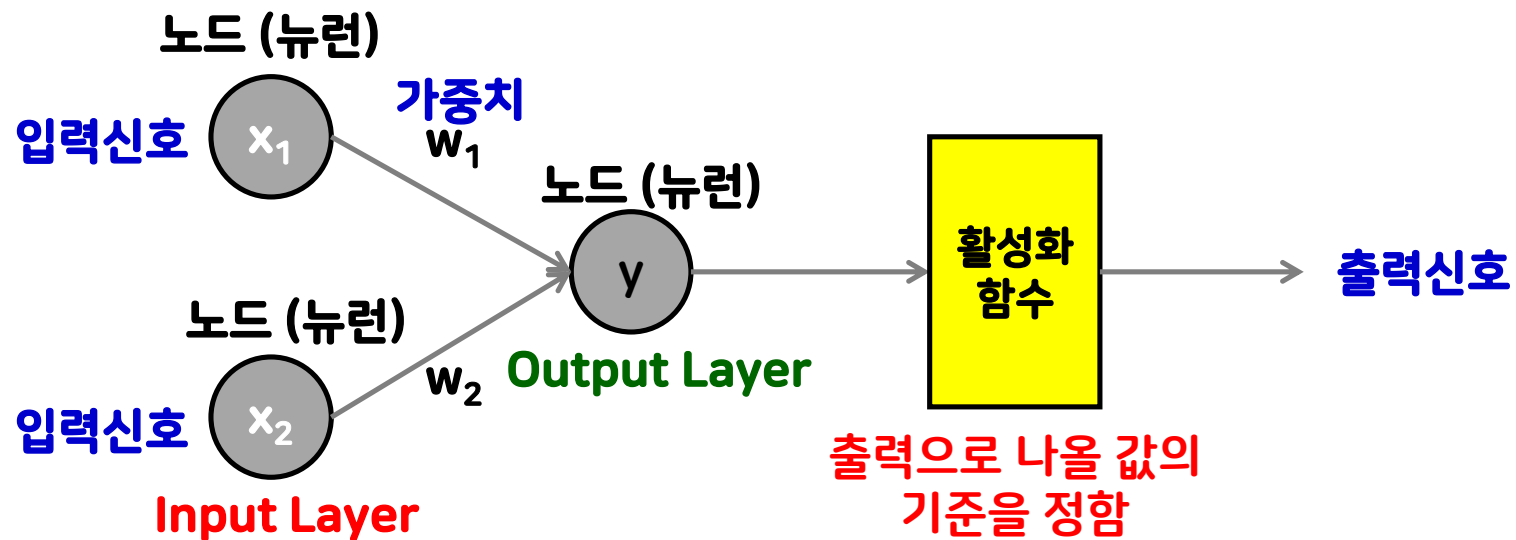 노드 (뉴런)
입력신호
x₁
가중치
w₁
노드 (뉴런)
y
노드 (뉴런)
입력신호
x₂
w₂
Input Layer
Output Layer
활성화
함수
출력신호
출력으로 나올 값의
기준을 정함